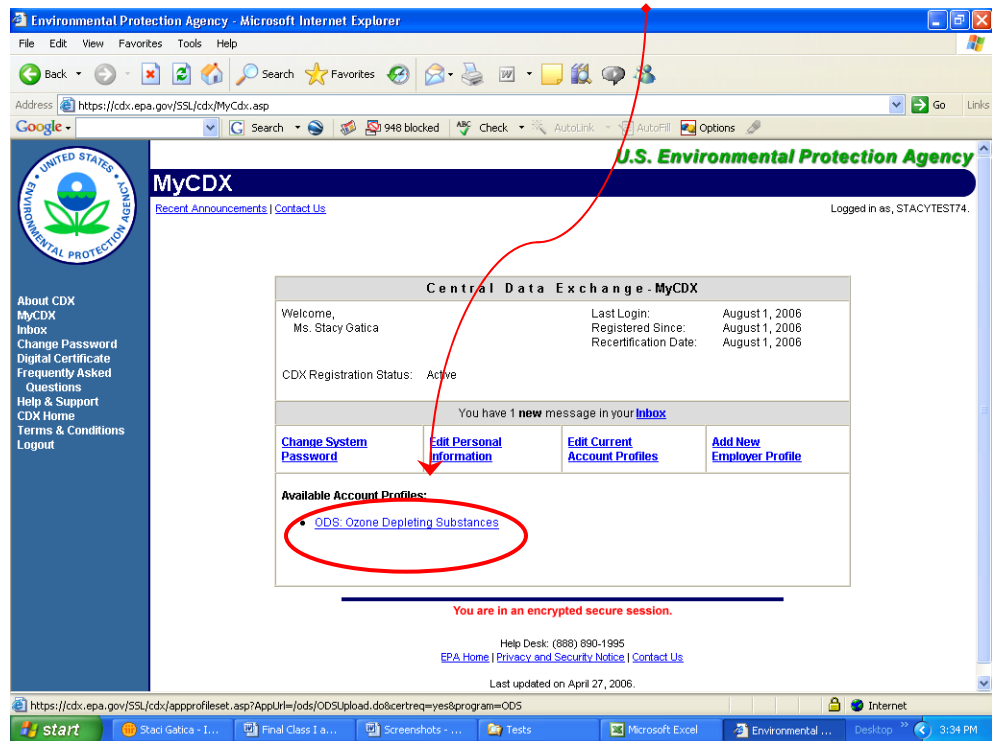 Environmental Protection Agency - Microsoft Internet Explorer
File Edit View Favorites Tools Help
Back Search Favorites
Address https://cdx.epa.gov/SSL/cdx/MyCdx.asp Go Links
Google Search 948 blocked ABC Check AutoLink AutoFill Options
UNITED STATES ENVIRONMENTAL PROTECTION AGENCY
U.S. Environmental Protection Agency
MyCDX
Recent Announcements | Contact Us Logged in as, STACYTEST74.
About CDX
MyCDX
Inbox
Change Password
Digital Certificate
Frequently Asked
Questions
Help & Support
CDX Home
Terms & Conditions
Logout
Central Data Exchange - MyCDX
Welcome, Last Login: August 1, 2006
Ms. Stacy Gatica Registered Since: August 1, 2006
Recertification Date: August 1, 2006
CDX Registration Status: Active
You have 1 new message in your Inbox
Change System Edit Personal Edit Current Add New
Password Information Account Profiles Employer Profile
Available Account Profiles:
• ODS: Ozone Depleting Substances
You are in an encrypted secure session.
Help Desk: (888) 890-1995
EPA Home | Privacy and Security Notice | Contact Us
Last updated on April 27, 2006.
https://cdx.epa.gov/SSL/cdx/appprofileset.asp?AppUrl=/ods/ODSUpload.do&certreq=yes&program=ODS Internet
start Staci Gatica - I... Final Class I a... Screenshots - ... Tests Microsoft Excel Environmental ... Desktop 3:34 PM